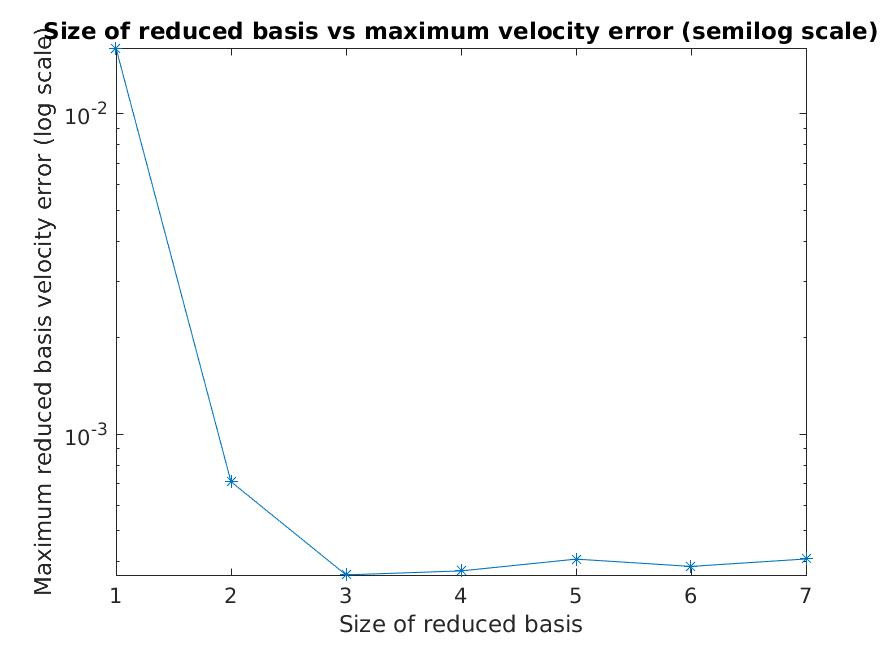 Size of reduced basis vs maximum velocity error (semilog scale)
Maximum reduced basis velocity error (log scale)
10^-2
10^-3
1 2 3 4 5 6 7
Size of reduced basis